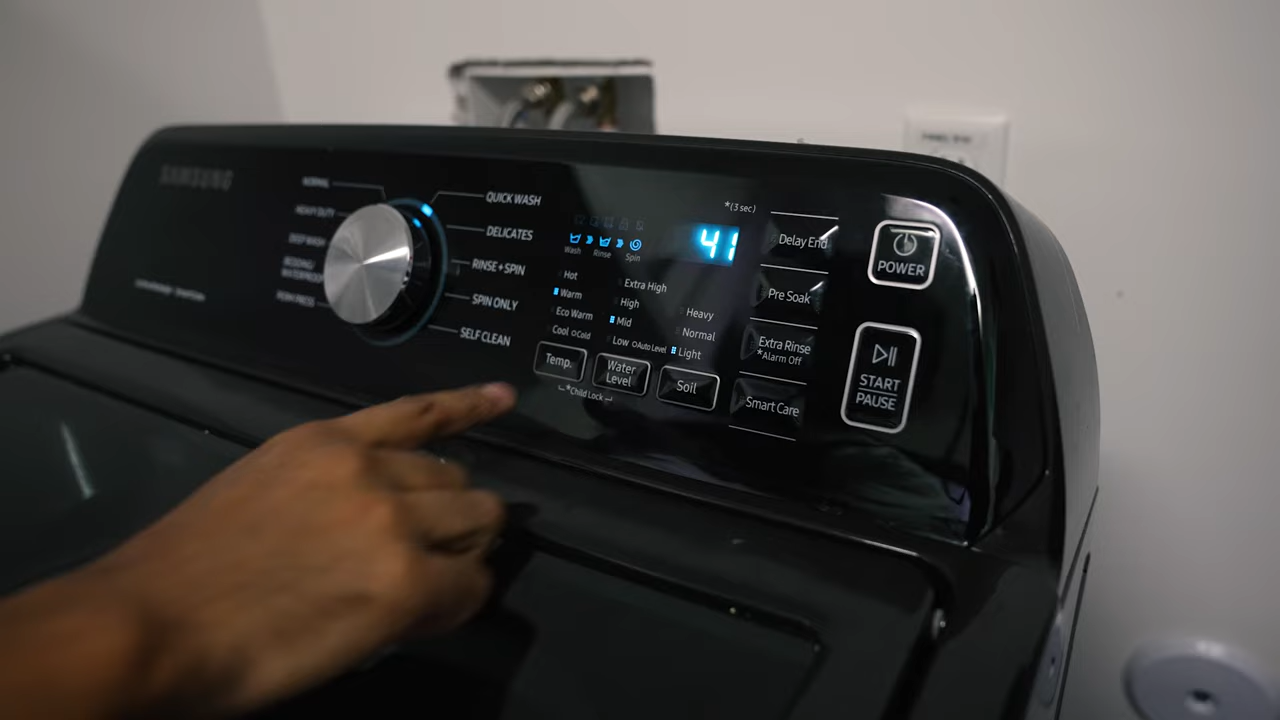 SAMSUNG
NORMAL
HEAVY DUTY
DEEP WASH
BEDDING/
WATERPROOF
PERM PRESS
QUICK WASH
DELICATES
RINSE+SPIN
SPIN ONLY
SELF CLEAN
Wash
Rinse
Spin
41
*(3 sec)
Hot
Warm
Eco Warm
Cool
Cold
Extra High
High
Mid
Low
Auto Level
Heavy
Normal
Light
Temp.
Water
Level
Soil
*Child Lock
Delay End
Pre Soak
Extra Rinse
*Alarm Off
Smart Care
POWER
START
PAUSE